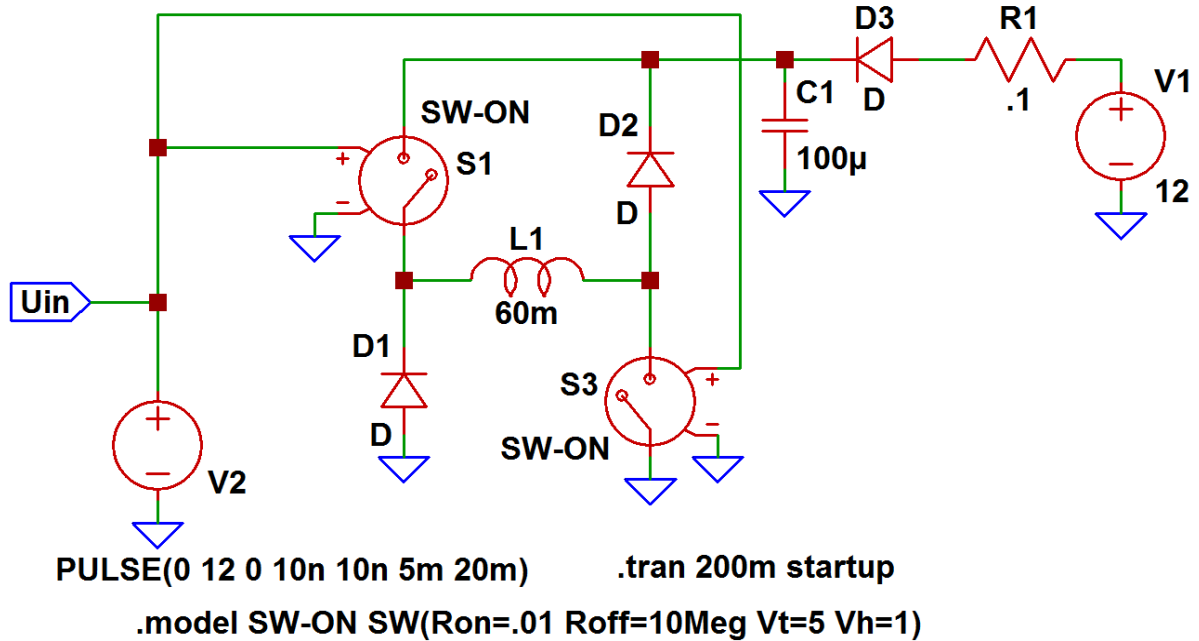 D3
R1
D
.1
V1
+
−
12
C1
100µ
SW-ON
D2
+
S1
−
D
L1
60m
Uin
D1
S3
+
D
−
SW-ON
+
−
V2
PULSE(0 12 0 10n 10n 5m 20m)
.tran 200m startup
.model SW-ON SW(Ron=.01 Roff=10Meg Vt=5 Vh=1)